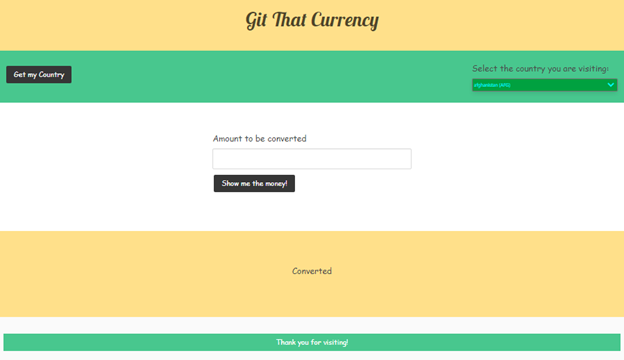 Git That Currency
Get my Country
Select the country you are visiting:
afghanistan (AFG)
Amount to be converted
Show me the money!
Converted
Thank you for visiting!